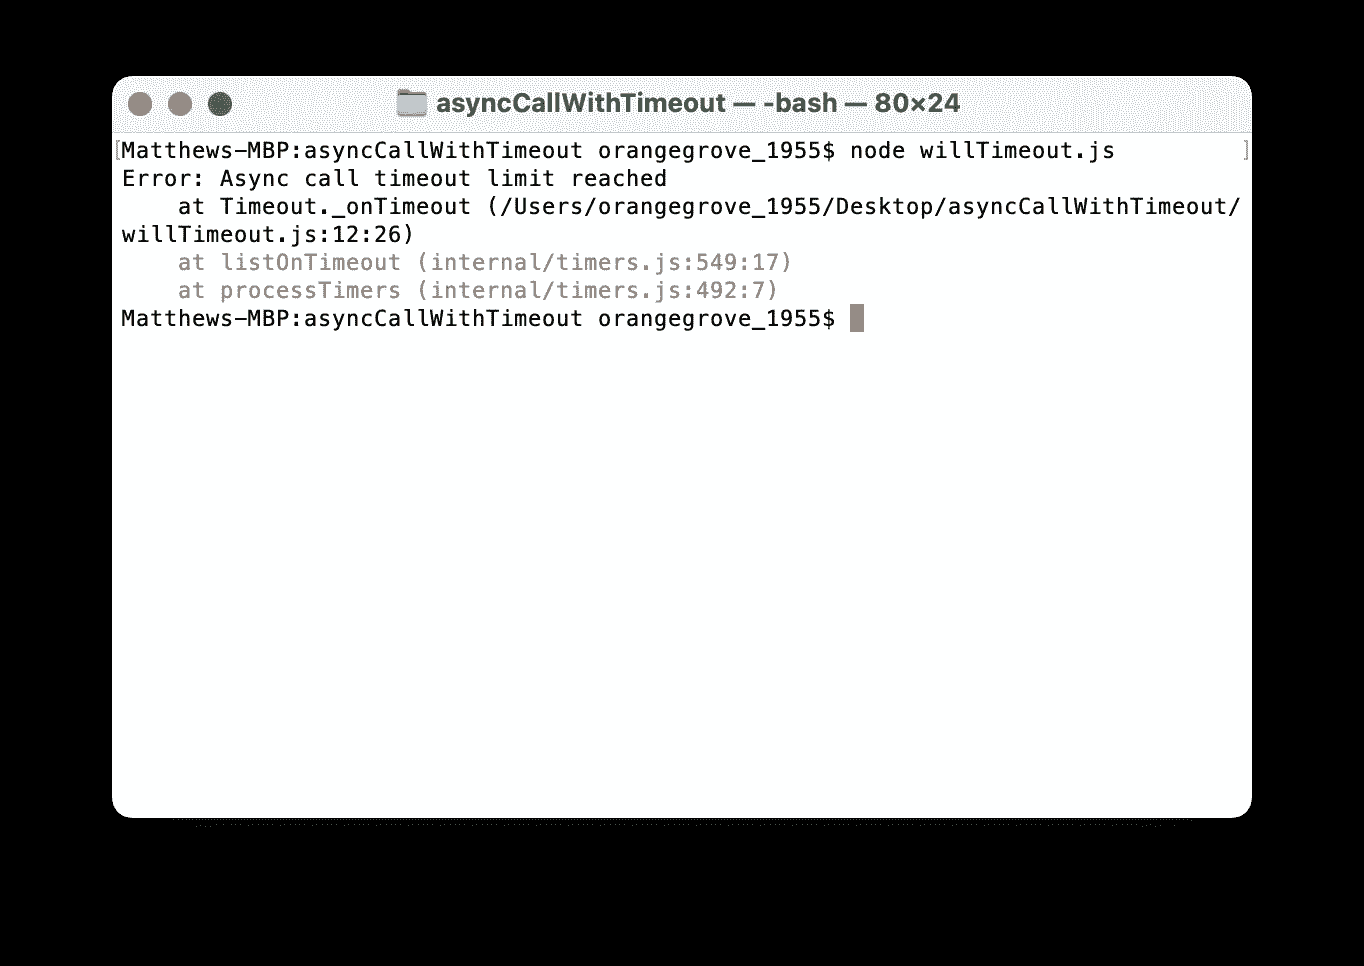 asyncCallWithTimeout — -bash — 80×24
[Matthews-MBP:asyncCallWithTimeout orangegrove_1955$ node willTimeout.js ]
Error: Async call timeout limit reached
    at Timeout._onTimeout (/Users/orangegrove_1955/Desktop/asyncCallWithTimeout/
willTimeout.js:12:26)
    at listOnTimeout (internal/timers.js:549:17)
    at processTimers (internal/timers.js:492:7)
Matthews-MBP:asyncCallWithTimeout orangegrove_1955$